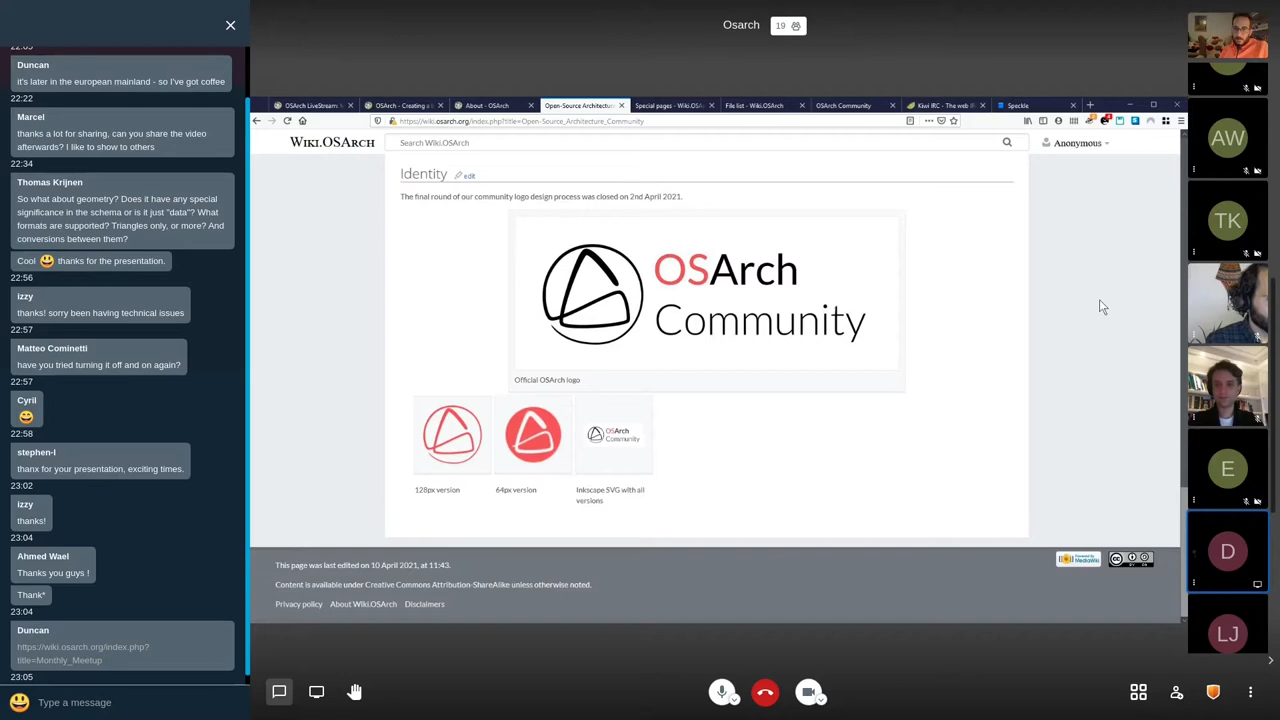 Duncan
it's later in the european mainland - so I've got coffee
22:22
Marcel
thanks a lot for sharing, can you share the video
afterwards? I like to show to others
22:34
Thomas Krijnen
So what about geometry? Does it have any special
significance in the schema or is it just "data"? What
formats are supported? Triangles only, or more? And
conversions between them?
Cool 😃 thanks for the presentation.
22:56
izzy
thanks! sorry been having technical issues
22:57
Matteo Cominetti
have you tried turning it off and on again?
22:57
Cyril
😄
22:58
stephen-l
thanx for your presentation, exciting times.
23:02
izzy
thanks!
23:04
Ahmed Wael
Thanks you guys !
Thank*
23:04
Duncan
https://wiki.osarch.org/index.php?
title=Monthly_Meetup
23:05
Type a message
Osarch
19
OSArch LiveStream:
OSArch - Creating a
About - OSArch
Open-Source Architecture
Special pages - Wiki.OSA
File list - Wiki.OSArch
OSArch Community
Kiwi IRC - The web I
Speckle
https://wiki.osarch.org/index.php?title=Open-Source_Architecture_Community
Wiki.OSArch
Search Wiki.OSArch
Anonymous
Identity
edit
The final round of our community logo design process was closed on 2nd April 2021.
OSArch
Community
Official OSArch logo
OSArch
Community
128px version
64px version
Inkscape SVG with all
versions
This page was last edited on 10 April 2021, at 11:43.
Content is available under Creative Commons Attribution-ShareAlike unless otherwise noted.
Privacy policy
About Wiki.OSArch
Disclaimers
Powered by
MediaWiki
AW
TK
E
D
LJ